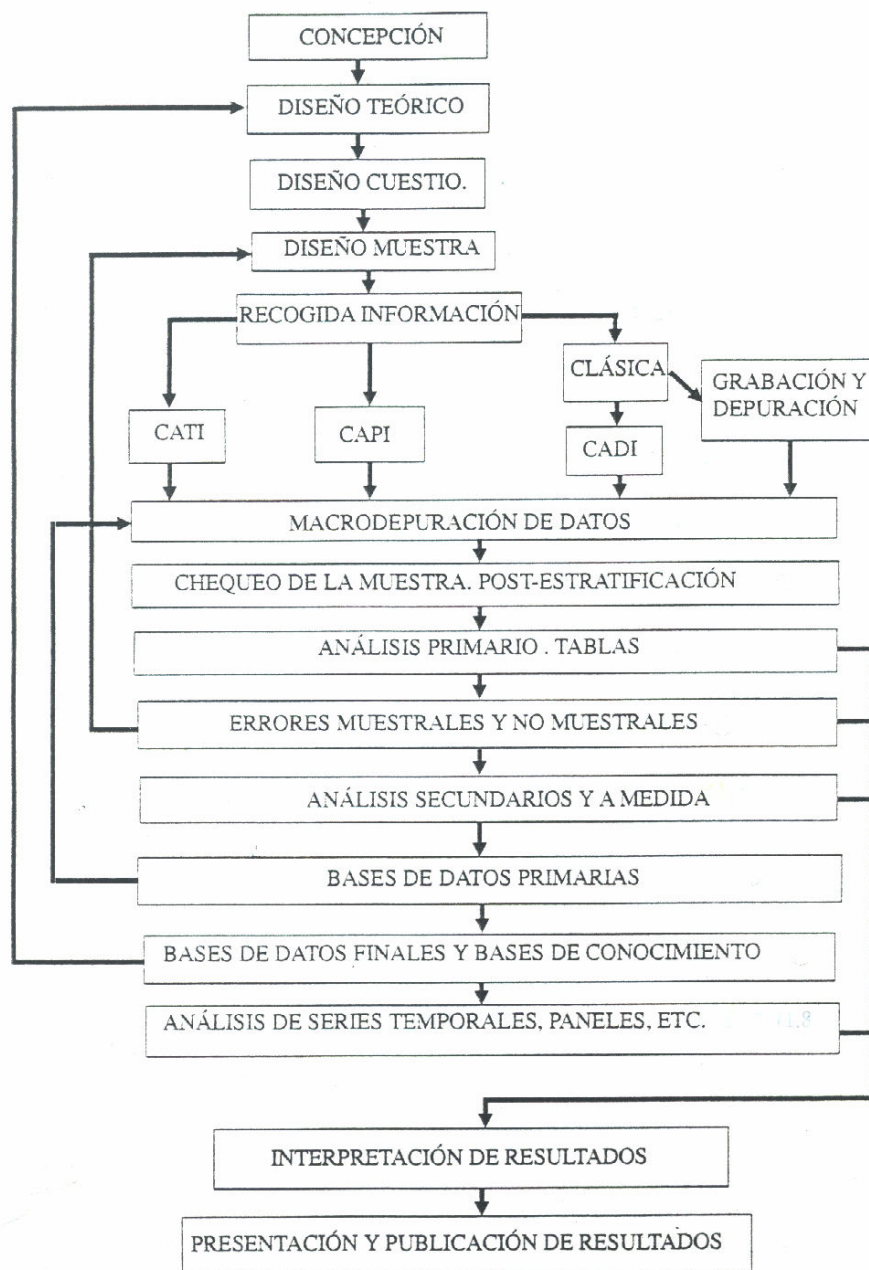 CONCEPCIÓN
DISEÑO TEÓRICO
DISEÑO CUESTIO.
DISEÑO MUESTRA
RECOGIDA INFORMACIÓN
CLÁSICA
GRABACIÓN Y
DEPURACIÓN
CATI
CAPI
CADI
MACRODEPURACIÓN DE DATOS
CHEQUEO DE LA MUESTRA. POST-ESTRATIFICACIÓN
ANÁLISIS PRIMARIO . TABLAS
ERRORES MUESTRALES Y NO MUESTRALES
ANÁLISIS SECUNDARIOS Y A MEDIDA
BASES DE DATOS PRIMARIAS
BASES DE DATOS FINALES Y BASES DE CONOCIMIENTO
ANÁLISIS DE SERIES TEMPORALES, PANELES, ETC.
INTERPRETACIÓN DE RESULTADOS
PRESENTACIÓN Y PUBLICACIÓN DE RESULTADOS